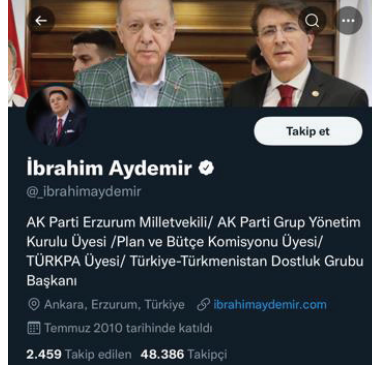 Takip et
İbrahim Aydemir
@_ibrahimaydemir
AK Parti Erzurum Milletvekili/ AK Parti Grup Yönetim
Kurulu Üyesi /Plan ve Bütçe Komisyonu Üyesi/
TÜRKPA Üyesi/ Türkiye-Türkmenistan Dostluk Grubu
Başkanı
Ankara, Erzurum, Türkiye ibrahimaydemir.com
Temmuz 2010 tarihinde katıldı
2.459 Takip edilen 48.386 Takipçi